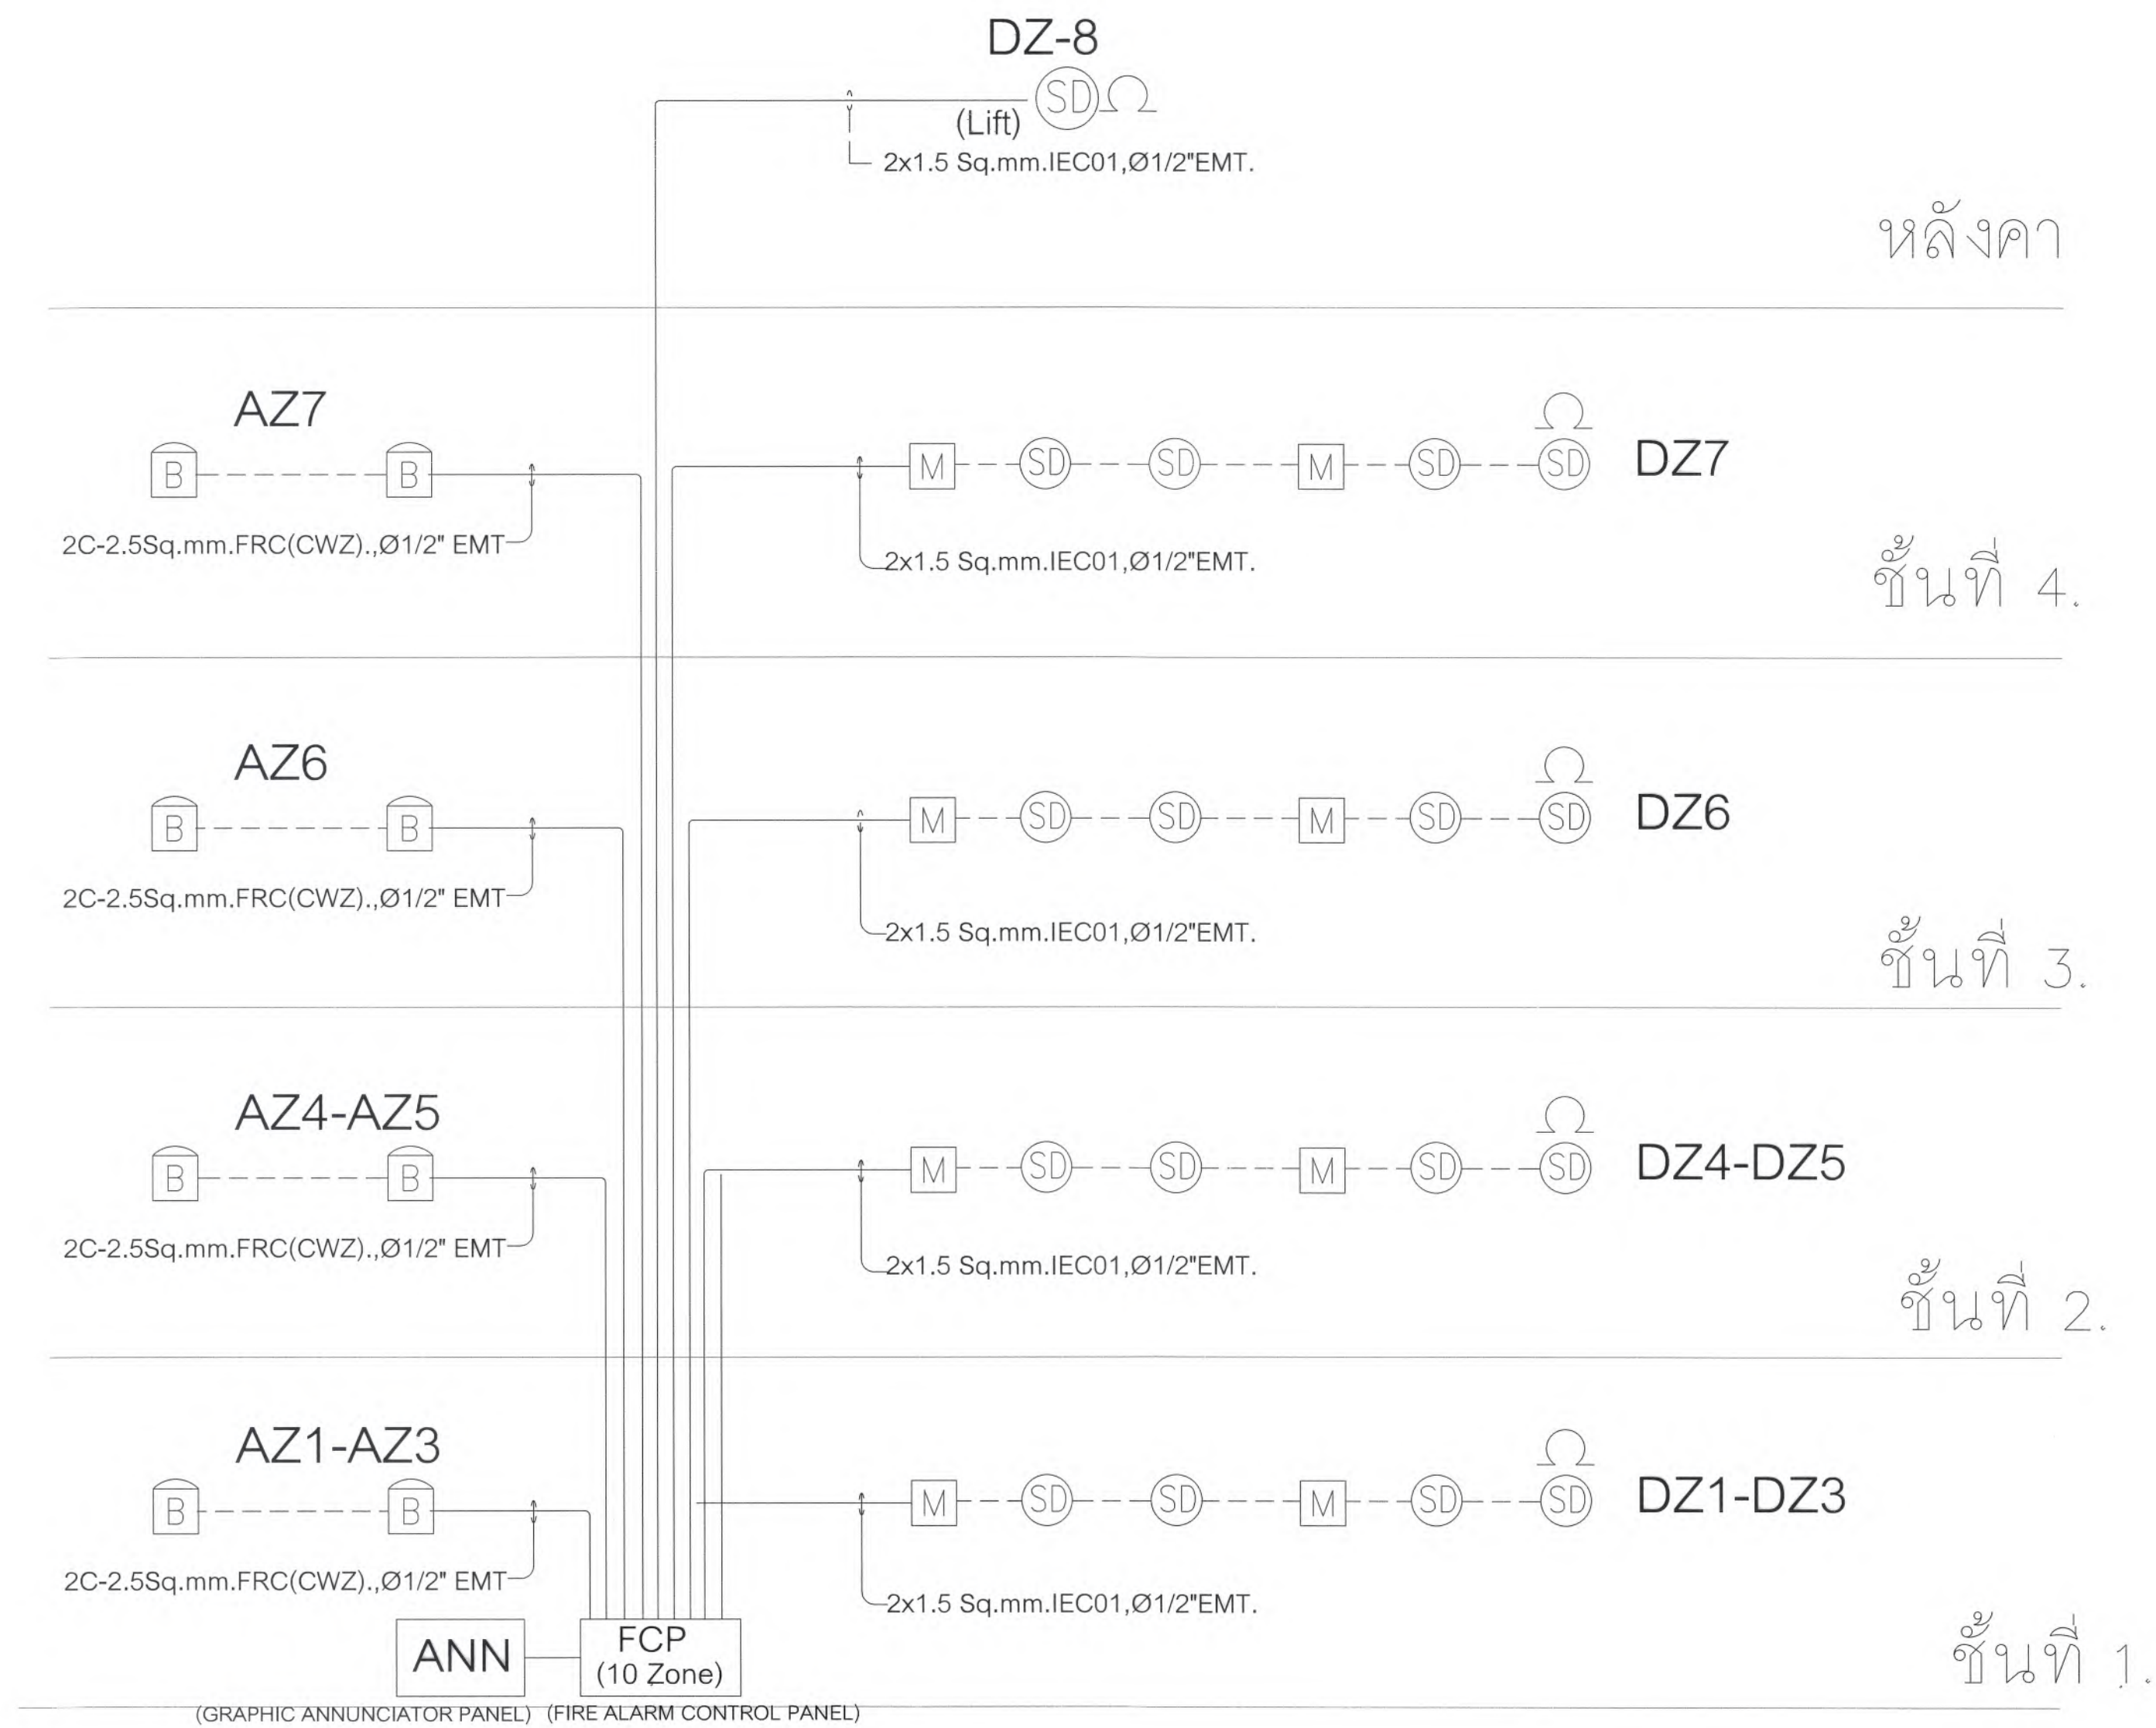 DZ-8
SD Ω
(Lift)
2x1.5 Sq.mm.IEC01,Ø1/2"EMT.
หลังคา
AZ7
B B
M SD SD M SD SD Ω
DZ7
2C-2.5Sq.mm.FRC(CWZ).,Ø1/2" EMT
2x1.5 Sq.mm.IEC01,Ø1/2"EMT.
ชั้นที่ 4.
AZ6
B B
M SD SD M SD SD Ω
DZ6
2C-2.5Sq.mm.FRC(CWZ).,Ø1/2" EMT
2x1.5 Sq.mm.IEC01,Ø1/2"EMT.
ชั้นที่ 3.
AZ4-AZ5
B B
M SD SD M SD SD Ω
DZ4-DZ5
2C-2.5Sq.mm.FRC(CWZ).,Ø1/2" EMT
2x1.5 Sq.mm.IEC01,Ø1/2"EMT.
ชั้นที่ 2.
AZ1-AZ3
B B
M SD SD M SD SD Ω
DZ1-DZ3
2C-2.5Sq.mm.FRC(CWZ).,Ø1/2" EMT
2x1.5 Sq.mm.IEC01,Ø1/2"EMT.
ANN
FCP
(10 Zone)
ชั้นที่ 1.
(GRAPHIC ANNUNCIATOR PANEL) (FIRE ALARM CONTROL PANEL)